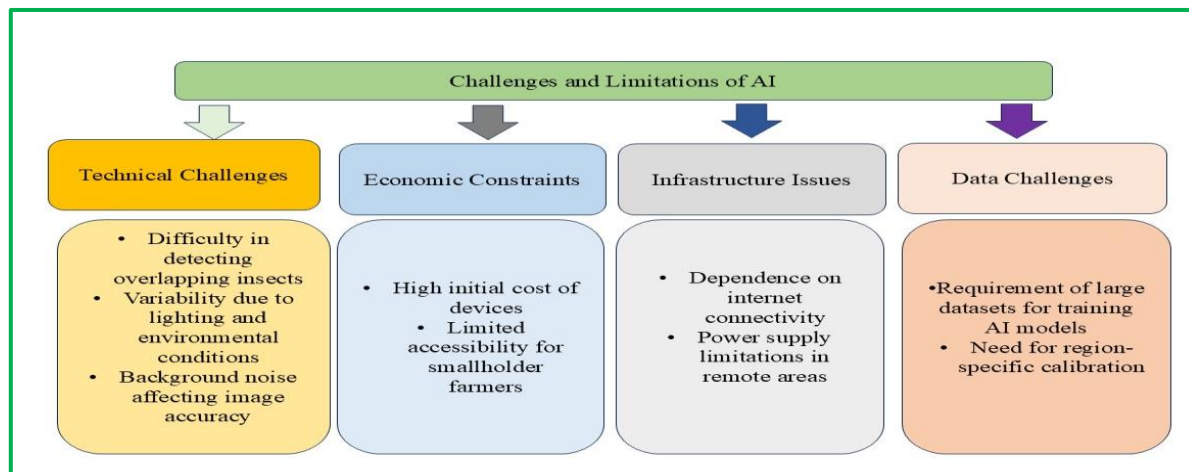 Challenges and Limitations of AI
Technical Challenges
• Difficulty in
detecting
overlapping insects
• Variability due to
lighting and
environmental
conditions
• Background noise
affecting image
accuracy
Economic Constraints
• High initial cost of
devices
• Limited
accessibility for
smallholder
farmers
Infrastructure Issues
• Dependence on
internet
connectivity
• Power supply
limitations in
remote areas
Data Challenges
•Requirement of large
datasets for training
AI models
• Need for region-
specific calibration